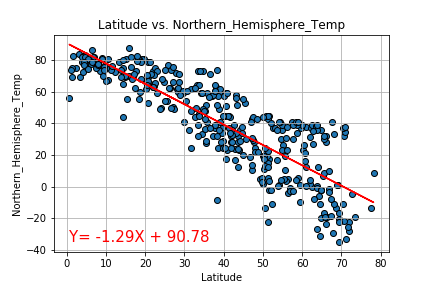 Latitude vs. Northern_Hemisphere_Temp
Northern_Hemisphere_Temp
80
60
40
20
0
−20
−40
Y= -1.29X + 90.78
0 10 20 30 40 50 60 70 80
Latitude